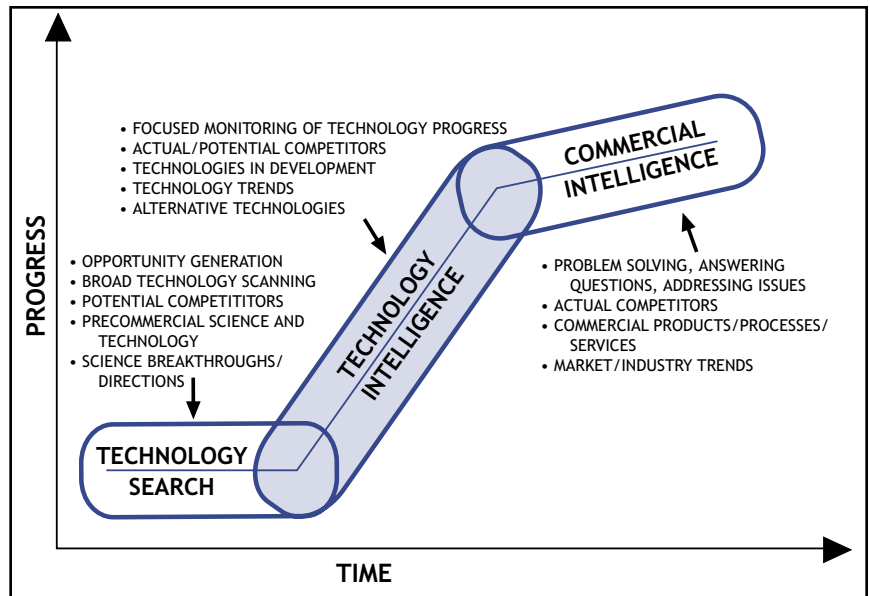 PROGRESS
• FOCUSED MONITORING OF TECHNOLOGY PROGRESS
• ACTUAL/POTENTIAL COMPETITORS
• TECHNOLOGIES IN DEVELOPMENT
• TECHNOLOGY TRENDS
• ALTERNATIVE TECHNOLOGIES
• OPPORTUNITY GENERATION
• BROAD TECHNOLOGY SCANNING
• POTENTIAL COMPETITITORS
• PRECOMMERCIAL SCIENCE AND
TECHNOLOGY
• SCIENCE BREAKTHROUGHS/
DIRECTIONS
TECHNOLOGY
SEARCH
TECHNOLOGY
INTELLIGENCE
COMMERCIAL
INTELLIGENCE
• PROBLEM SOLVING, ANSWERING
QUESTIONS, ADDRESSING ISSUES
• ACTUAL COMPETITORS
• COMMERCIAL PRODUCTS/PROCESSES/
SERVICES
• MARKET/INDUSTRY TRENDS
TIME